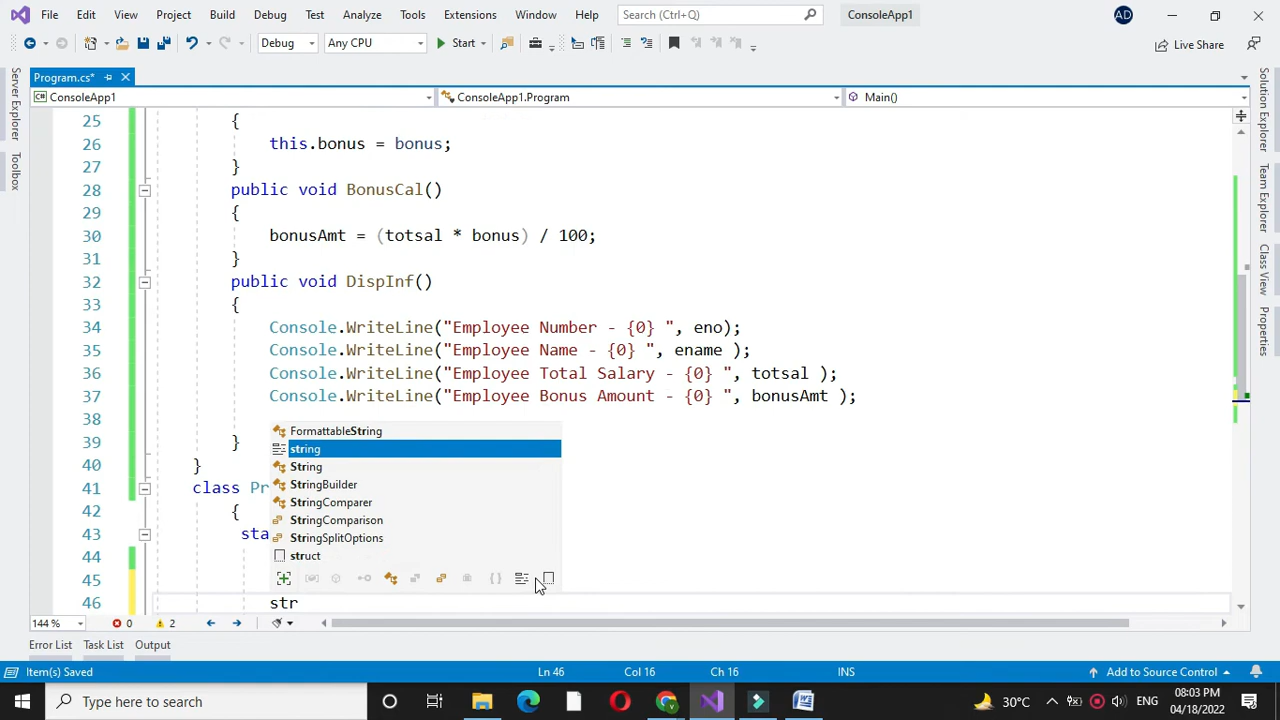 File Edit View Project Build Debug Test Analyze Tools Extensions Window Help Search (Ctrl+Q) ConsoleApp1 AD
Debug Any CPU Start Live Share
Program.cs*
ConsoleApp1 ConsoleApp1.Program Main()
Server Explorer
Toolbox
Solution Explorer
Team Explorer
Class View
Properties
25 {
26 this.bonus = bonus;
27 }
28 public void BonusCal()
29 {
30 bonusAmt = (totsal * bonus) / 100;
31 }
32 public void DispInf()
33 {
34 Console.WriteLine("Employee Number - {0} ", eno);
35 Console.WriteLine("Employee Name - {0} ", ename );
36 Console.WriteLine("Employee Total Salary - {0} ", totsal );
37 Console.WriteLine("Employee Bonus Amount - {0} ", bonusAmt );
38
39 }
40 }
41 class Pr
42 {
43 sta
44
45
46 str
FormattableString
string
String
StringBuilder
StringComparer
StringComparison
StringSplitOptions
struct
144 % 0 2
Error List Task List Output
Item(s) Saved Ln 46 Col 16 Ch 16 INS Add to Source Control
Type here to search 30°C ENG 08:03 PM
04/18/2022